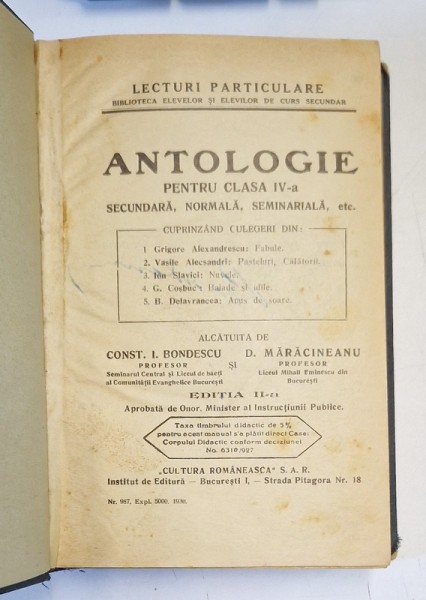 LECTURI PARTICULARE
BIBLIOTECA ELEVELOR ȘI ELEVILOR DE CURS SECUNDAR
ANTOLOGIE
PENTRU CLASA IV-a
SECUNDARĂ, NORMALĂ, SEMINARIALĂ, etc.
CUPRINZÂND CULEGERI DIN:
1 Grigore Alexandrescu: Fabule.
2. Vasile Alecsandri: Pasteluri, Călătorii.
3. Ion Slavici: Nuvele.
4. G. Coșbuc: Balade și idile.
5. B. Delavrancea: Apus de soare.
ALCĂTUITĂ DE
CONST. I. BONDESCU ȘI D. MĂRĂCINEANU
PROFESOR PROFESOR
Seminarul Central și Liceul de băeți Liceul Mihail Eminescu din
al Comunității Evanghelice București București
EDIȚIA II-a
Aprobată de Onor. Minister al Instrucțiunii Publice.
Taxa timbrului didactic de 5%
pentru acest manual s'a plătit direct Casei
Corpului Didactic conform deciziunei
No. 6319/927
„CULTURA ROMÂNEASCĂ" S. A. R.
Institut de Editură – București I, – Strada Pitagora Nr. 18
Nr. 987. Expl. 5000. 1930.